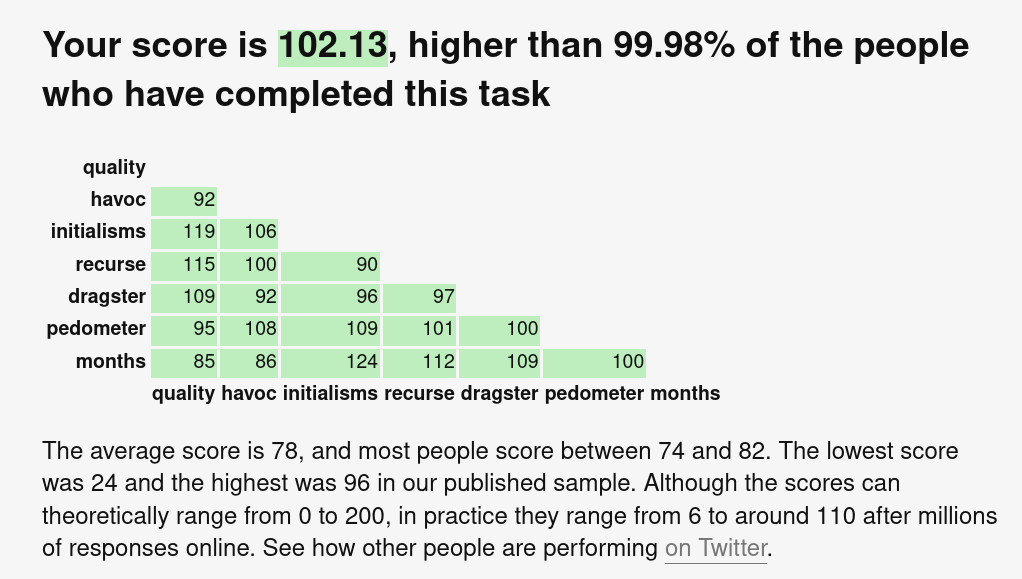 Your score is 102.13, higher than 99.98% of the people
who have completed this task
quality
havoc 92
initialisms 119 106
recurse 115 100 90
dragster 109 92 96 97
pedometer 95 108 109 101 100
months 85 86 124 112 109 100
quality havoc initialisms recurse dragster pedometer months
The average score is 78, and most people score between 74 and 82. The lowest score
was 24 and the highest was 96 in our published sample. Although the scores can
theoretically range from 0 to 200, in practice they range from 6 to around 110 after millions
of responses online. See how other people are performing on Twitter.